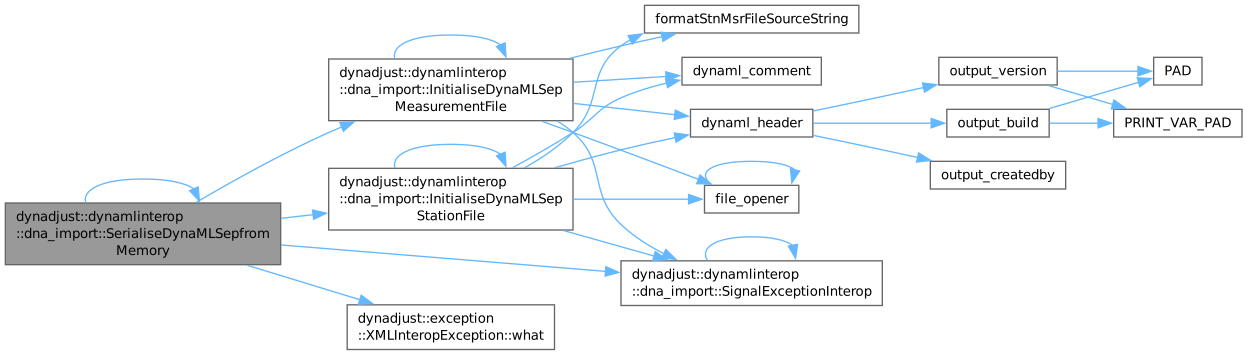 dynadjust::dynamlinterop
::dna_import::SerialiseDynaMLSepfrom
Memory
dynadjust::dynamlinterop
::dna_import::InitialiseDynaMLSep
MeasurementFile
dynadjust::dynamlinterop
::dna_import::InitialiseDynaMLSep
StationFile
dynadjust::exception
::XMLInteropException::what
formatStnMsrFileSourceString
dynaml_comment
dynaml_header
file_opener
dynadjust::dynamlinterop
::dna_import::SignalExceptionInterop
output_version
output_build
output_createdby
PAD
PRINT_VAR_PAD